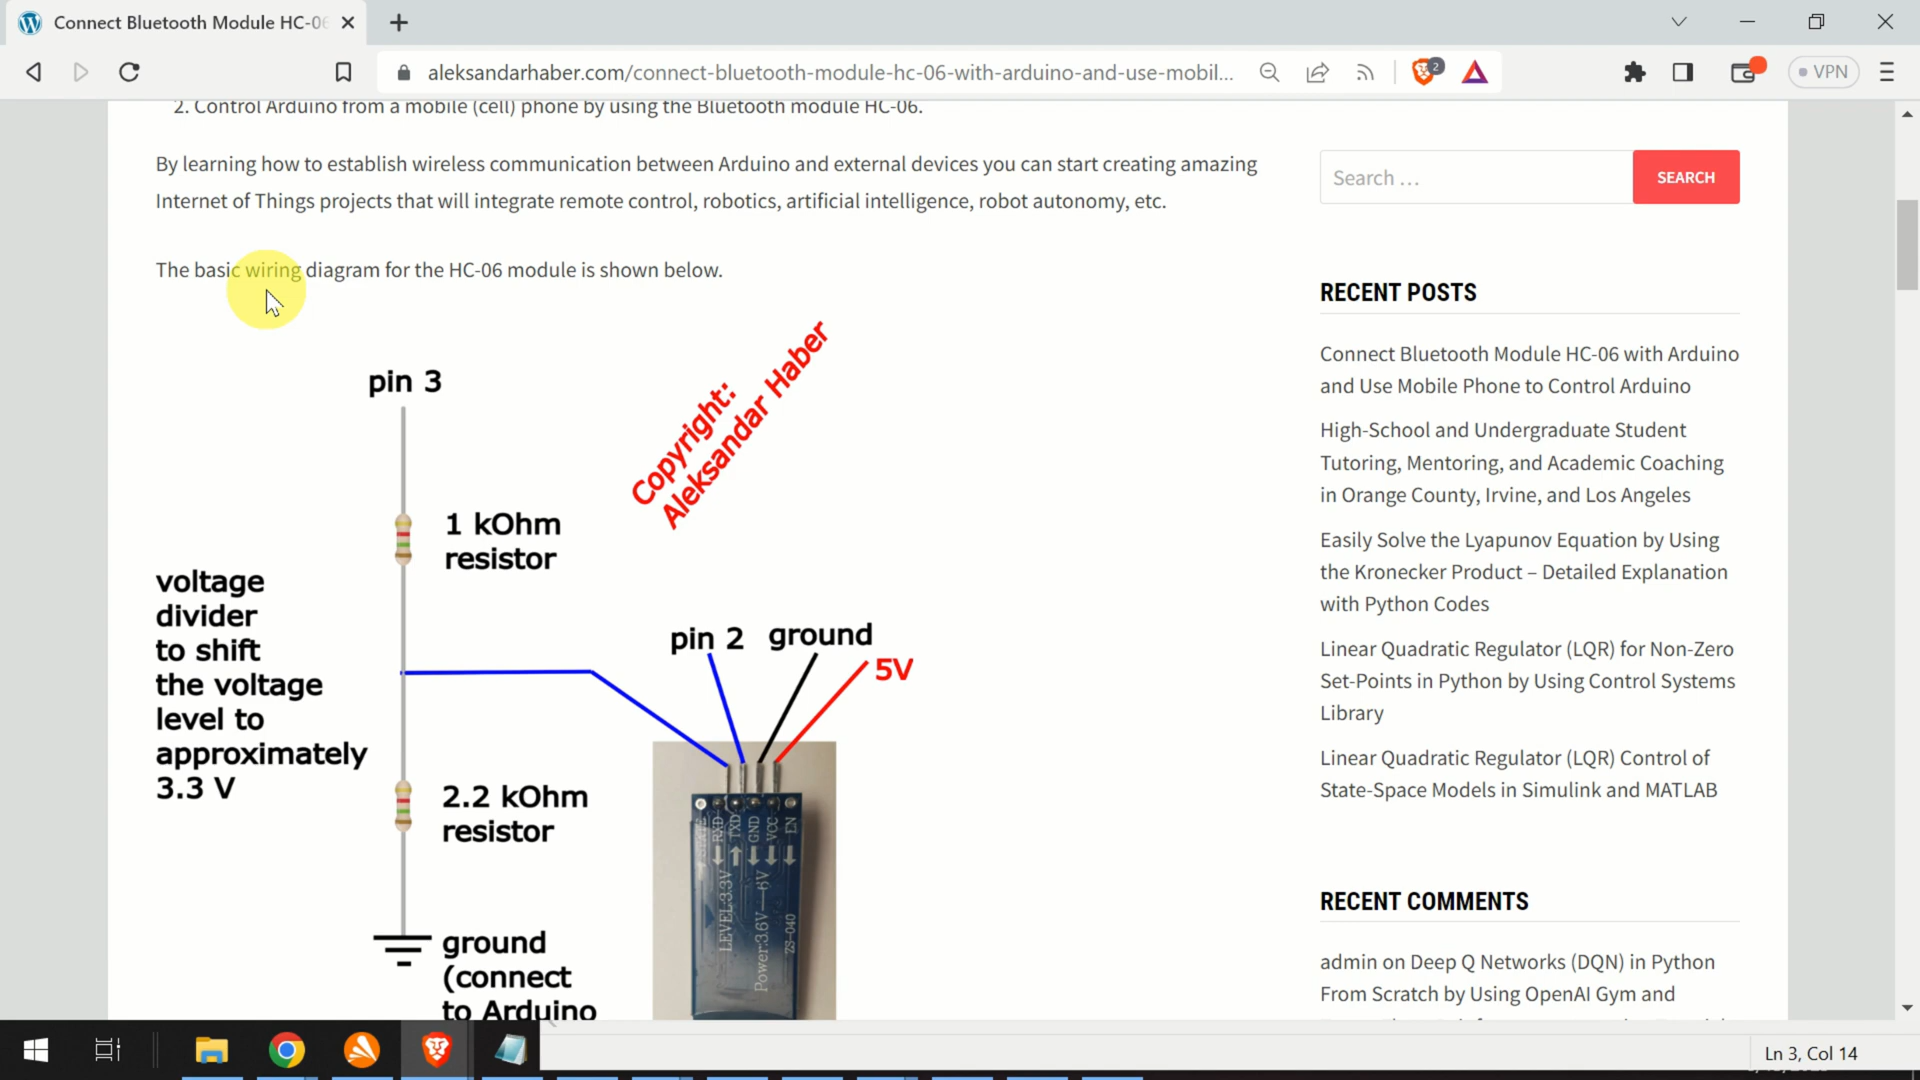 Connect Bluetooth Module HC-06
aleksandarhaber.com/connect-bluetooth-module-hc-06-with-arduino-and-use-mobil...
2
VPN
2. Control Arduino from a mobile (cell) phone by using the Bluetooth module HC-06.
By learning how to establish wireless communication between Arduino and external devices you can start creating amazing
Internet of Things projects that will integrate remote control, robotics, artificial intelligence, robot autonomy, etc.
The basic wiring diagram for the HC-06 module is shown below.
Copyright:
Aleksandar Haber
pin 3
1 kOhm
resistor
voltage
divider
to shift
the voltage
level to
approximately
3.3 V
pin 2
ground
5V
2.2 kOhm
resistor
STATE
RXD
TXD
GND
VCC
EN
LEVEL:3.3V
Power:3.6V---6V
ZS-040
ground
(connect
to Arduino
Search …
SEARCH
RECENT POSTS
Connect Bluetooth Module HC-06 with Arduino
and Use Mobile Phone to Control Arduino
High-School and Undergraduate Student
Tutoring, Mentoring, and Academic Coaching
in Orange County, Irvine, and Los Angeles
Easily Solve the Lyapunov Equation by Using
the Kronecker Product – Detailed Explanation
with Python Codes
Linear Quadratic Regulator (LQR) for Non-Zero
Set-Points in Python by Using Control Systems
Library
Linear Quadratic Regulator (LQR) Control of
State-Space Models in Simulink and MATLAB
RECENT COMMENTS
admin on Deep Q Networks (DQN) in Python
From Scratch by Using OpenAI Gym and
Ln 3, Col 14